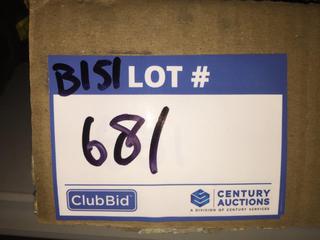 B151 LOT #
681
ClubBid
CENTURY
AUCTIONS
A DIVISION OF CENTURY SERVICES